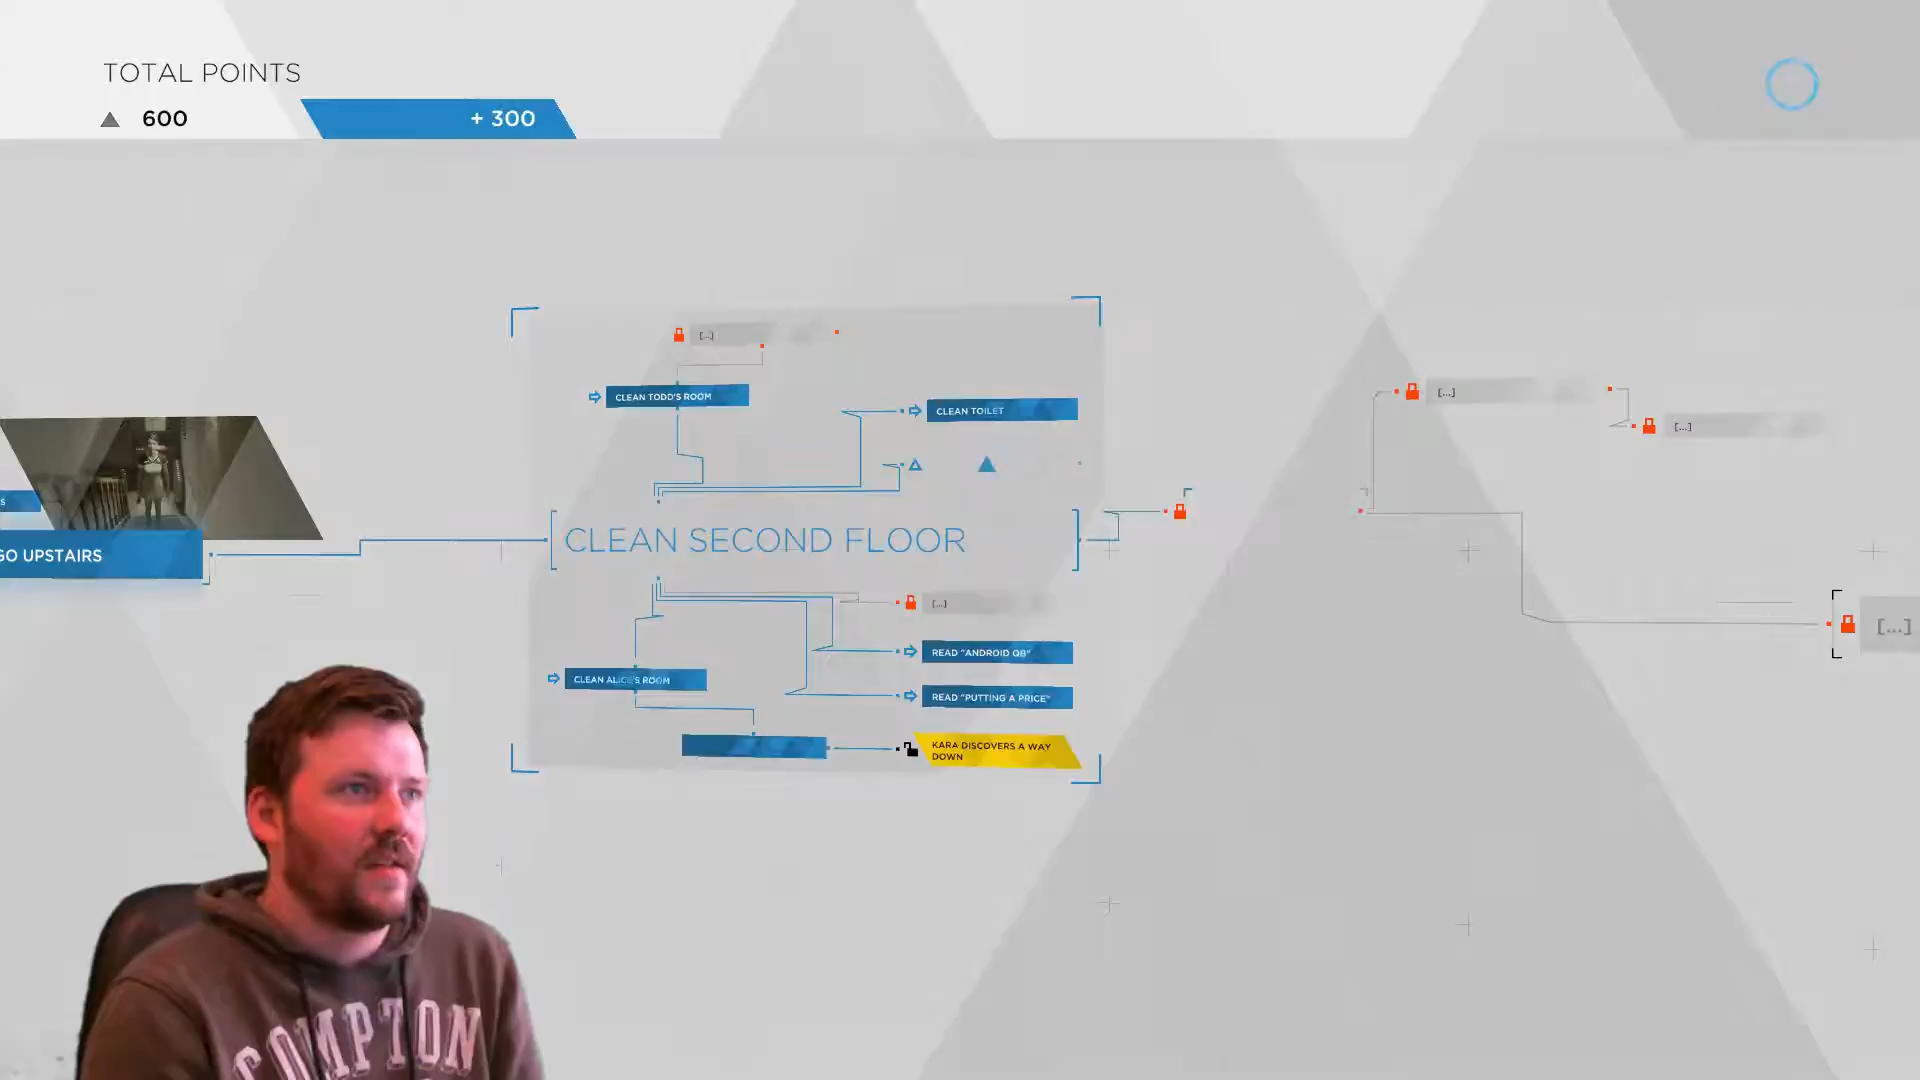 TOTAL POINTS
600
+ 300
[...]
CLEAN TODD'S ROOM
CLEAN TOILET
[...]
[...]
S
GO UPSTAIRS
CLEAN SECOND FLOOR
[...]
READ "ANDROID QB"
CLEAN ALICE'S ROOM
READ "PUTTING A PRICE"
KARA DISCOVERS A WAY
DOWN
[...]
COMPTON